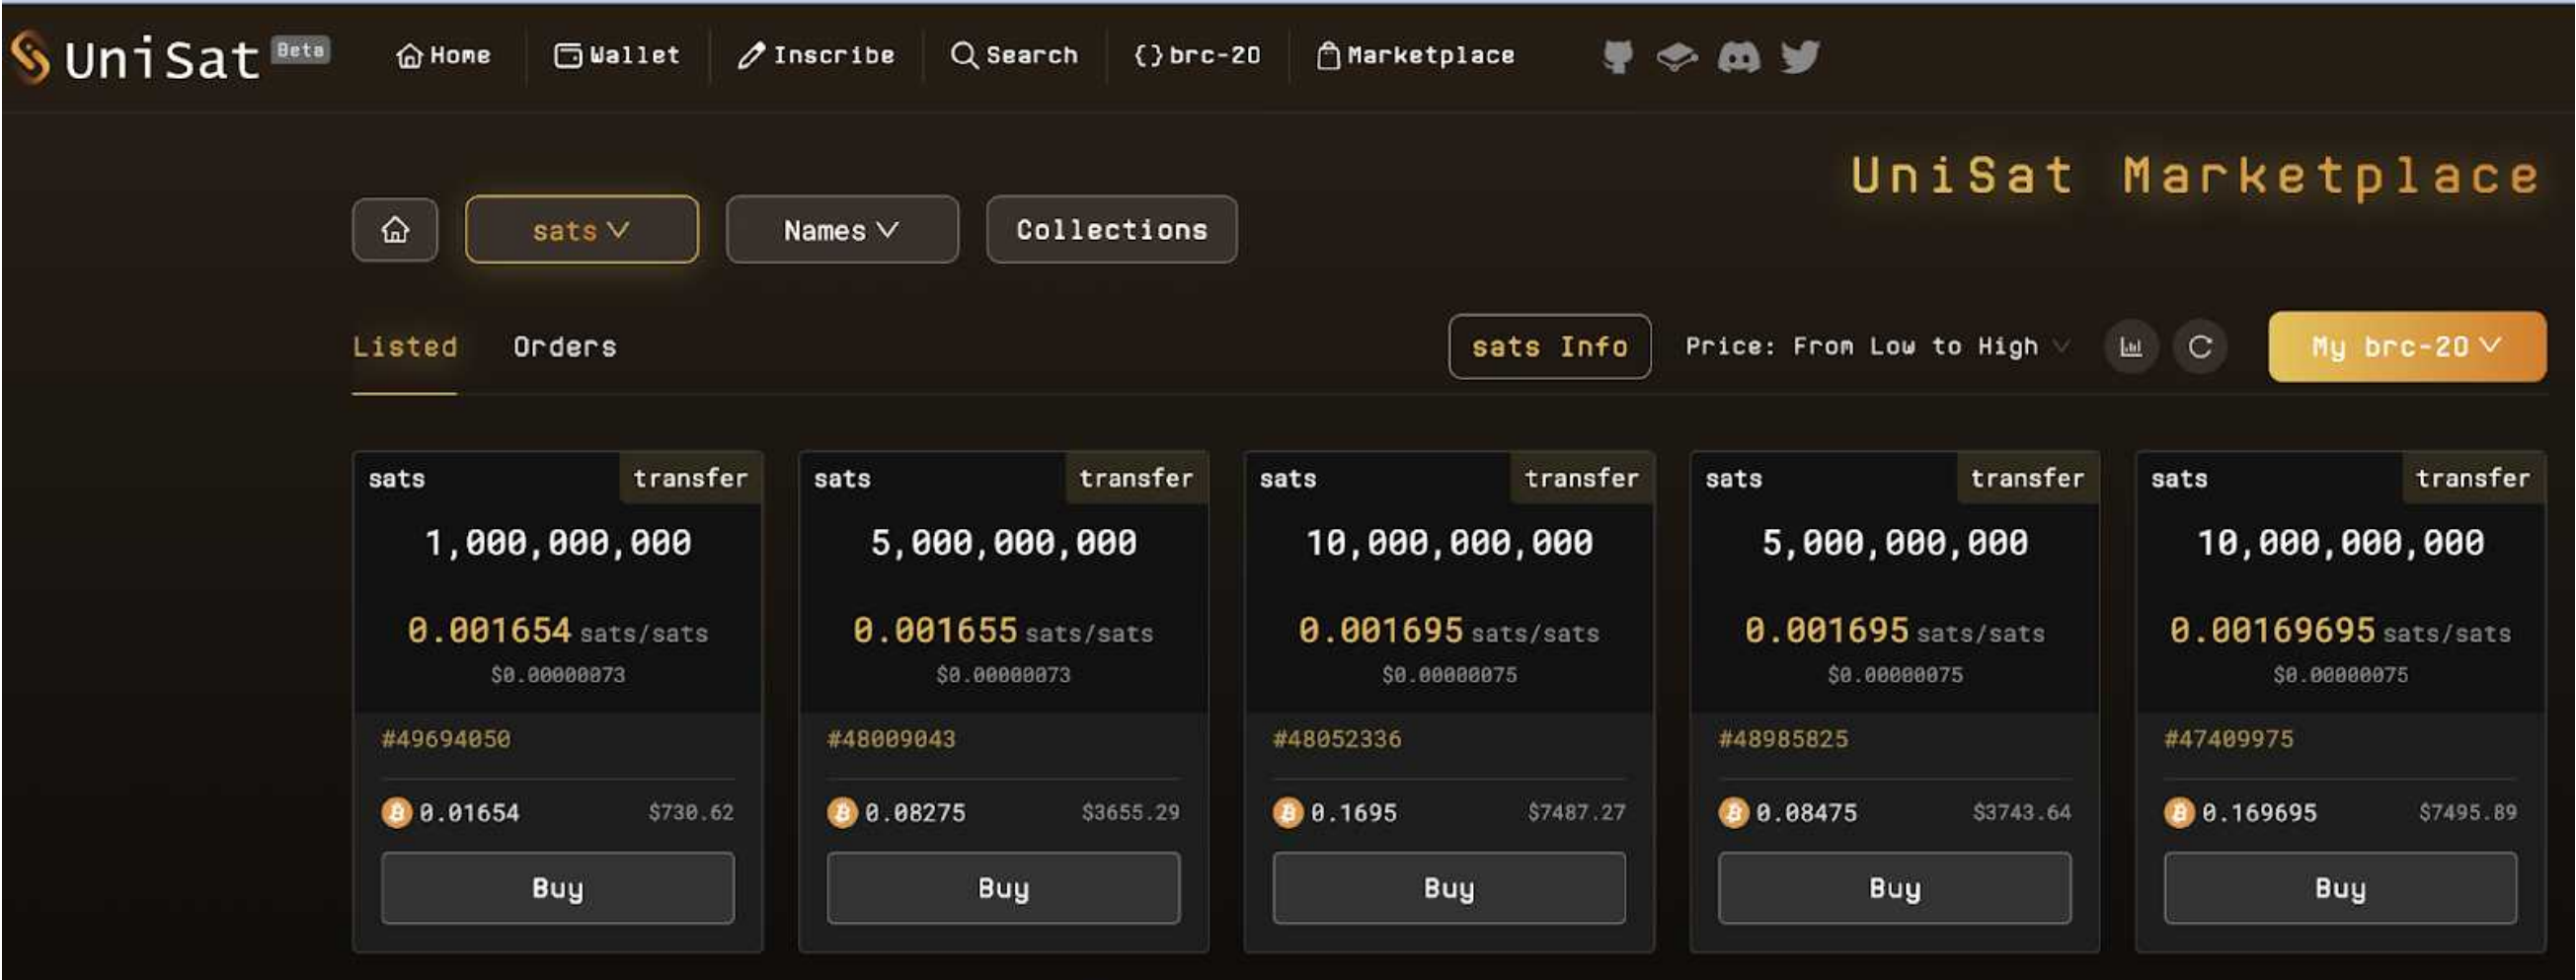 UniSat Beta Home Wallet Inscribe Search {} brc-20 Marketplace
UniSat Marketplace
sats Names Collections
Listed Orders sats Info Price: From Low to High My brc-20
sats transfer
1,000,000,000
0.001654 sats/sats
$0.00000073
#49694050
0.01654 $730.62
Buy
sats transfer
5,000,000,000
0.001655 sats/sats
$0.00000073
#48009043
0.08275 $3655.29
Buy
sats transfer
10,000,000,000
0.001695 sats/sats
$0.00000075
#48052336
0.1695 $7487.27
Buy
sats transfer
5,000,000,000
0.001695 sats/sats
$0.00000075
#48985825
0.08475 $3743.64
Buy
sats transfer
10,000,000,000
0.00169695 sats/sats
$0.00000075
#47409975
0.169695 $7495.89
Buy